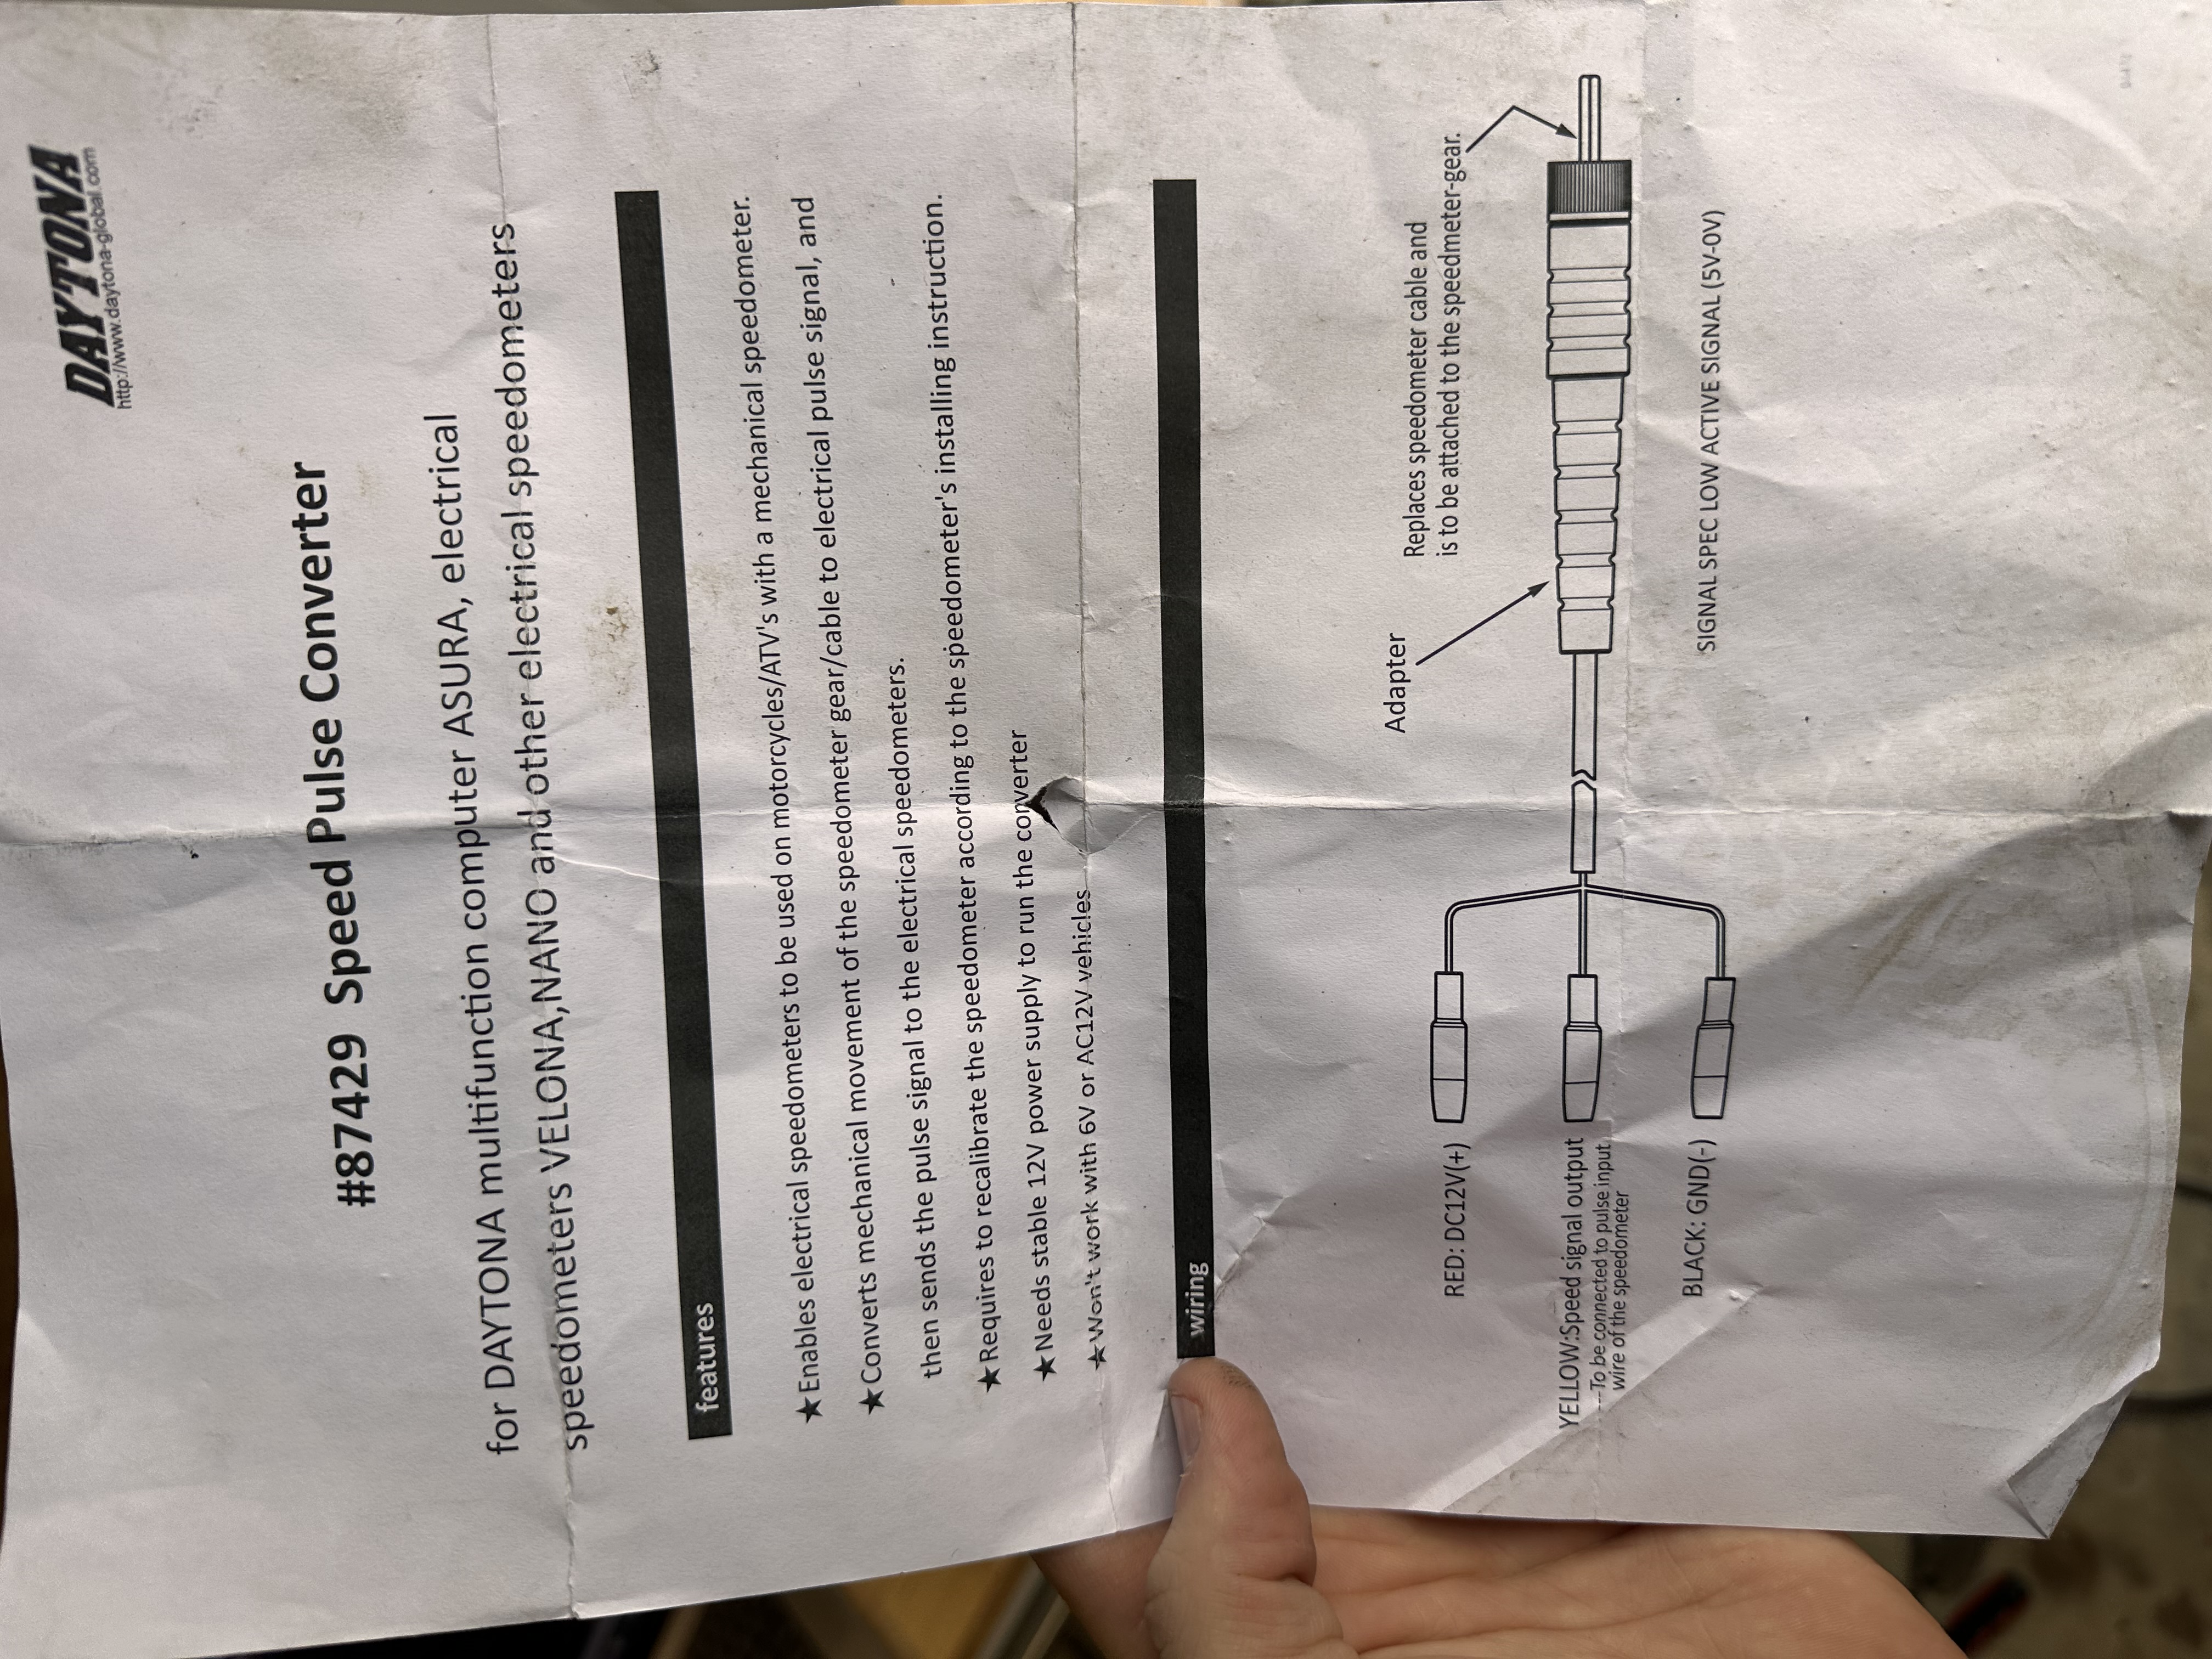 DAYTONA
http://www.daytona-global.com
#87429 Speed Pulse Converter
for DAYTONA multifunction computer ASURA, electrical
speedometers VELONA,NANO and other electrical speedometers
features
★Enables electrical speedometers to be used on motorcycles/ATV's with a mechanical speedometer.
★Converts mechanical movement of the speedometer gear/cable to electrical pulse signal, and
then sends the pulse signal to the electrical speedometers.
★Requires to recalibrate the speedometer according to the speedometer's installing instruction.
★Needs stable 12V power supply to run the converter
★Won't work with 6V or AC12V vehicles
wiring
Adapter
Replaces speedometer cable and
is to be attached to the speedmeter-gear.
RED: DC12V(+)
YELLOW:Speed signal output
---To be connected to pulse input
wire of the speedometer
BLACK: GND(-)
SIGNAL SPEC LOW ACTIVE SIGNAL (5V-0V)